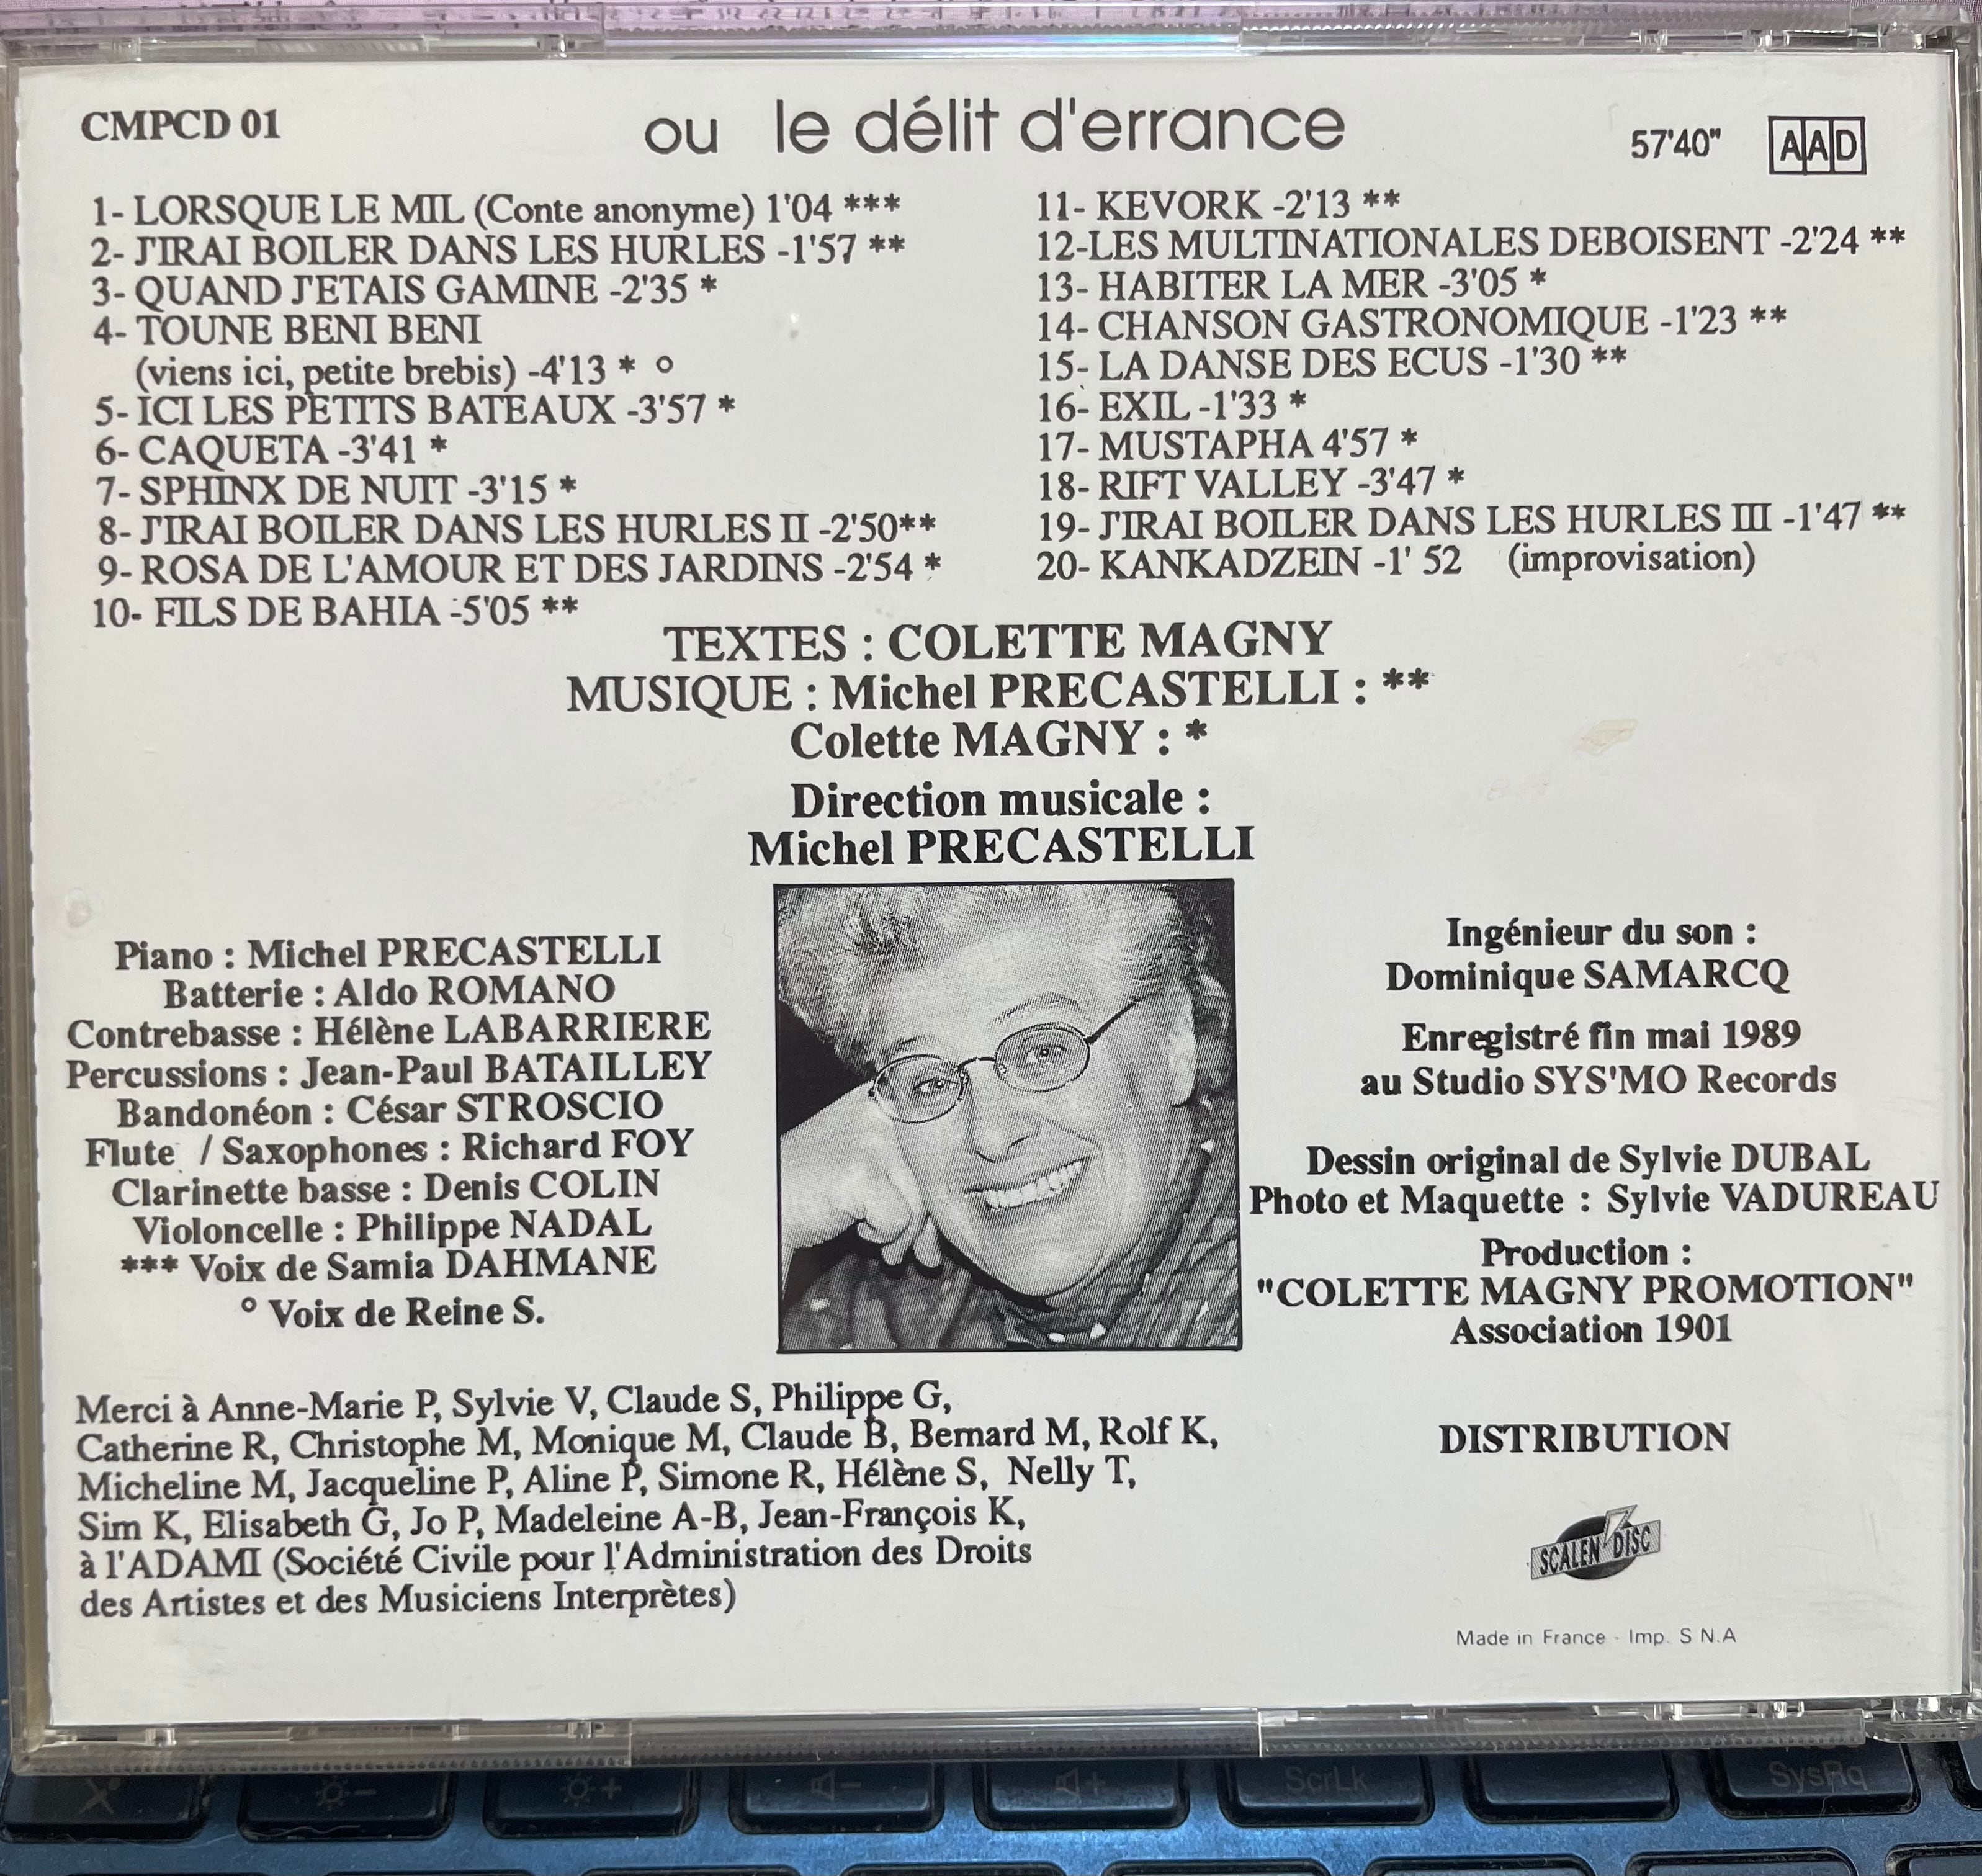 CMPCD 01
ou le délit d'errance
57'40" AAD
1- LORSQUE LE MIL (Conte anonyme) 1'04 ***
2- J'IRAI BOILER DANS LES HURLES -1'57 **
3- QUAND J'ETAIS GAMINE -2'35 *
4- TOUNE BENI BENI
(viens ici, petite brebis) -4'13 * °
5- ICI LES PETITS BATEAUX -3'57 *
6- CAQUETA -3'41 *
7- SPHINX DE NUIT -3'15 *
8- J'IRAI BOILER DANS LES HURLES II -2'50**
9- ROSA DE L'AMOUR ET DES JARDINS -2'54 *
10- FILS DE BAHIA -5'05 **
11- KEVORK -2'13 **
12-LES MULTINATIONALES DEBOISENT -2'24 **
13- HABITER LA MER -3'05 *
14- CHANSON GASTRONOMIQUE -1'23 **
15- LA DANSE DES ECUS -1'30 **
16- EXIL -1'33 *
17- MUSTAPHA 4'57 *
18- RIFT VALLEY -3'47 *
19- J'IRAI BOILER DANS LES HURLES III -1'47 **
20- KANKADZEIN -1' 52 (improvisation)
TEXTES : COLETTE MAGNY
MUSIQUE : Michel PRECASTELLI : **
Colette MAGNY : *
Direction musicale :
Michel PRECASTELLI
Piano : Michel PRECASTELLI
Batterie : Aldo ROMANO
Contrebasse : Hélène LABARRIERE
Percussions : Jean-Paul BATAILLEY
Bandonéon : César STROSCIO
Flute / Saxophones : Richard FOY
Clarinette basse : Denis COLIN
Violoncelle : Philippe NADAL
*** Voix de Samia DAHMANE
° Voix de Reine S.
Ingénieur du son :
Dominique SAMARCQ
Enregistré fin mai 1989
au Studio SYS'MO Records
Dessin original de Sylvie DUBAL
Photo et Maquette : Sylvie VADUREAU
Production :
"COLETTE MAGNY PROMOTION"
Association 1901
Merci à Anne-Marie P, Sylvie V, Claude S, Philippe G,
Catherine R, Christophe M, Monique M, Claude B, Bernard M, Rolf K,
Micheline M, Jacqueline P, Aline P, Simone R, Hélène S, Nelly T,
Sim K, Elisabeth G, Jo P, Madeleine A-B, Jean-François K,
à l'ADAMI (Société Civile pour l'Administration des Droits
des Artistes et des Musiciens Interprètes)
DISTRIBUTION
SCALEN DISC
Made in France - Imp. S N.A
ScrLk
SysRq